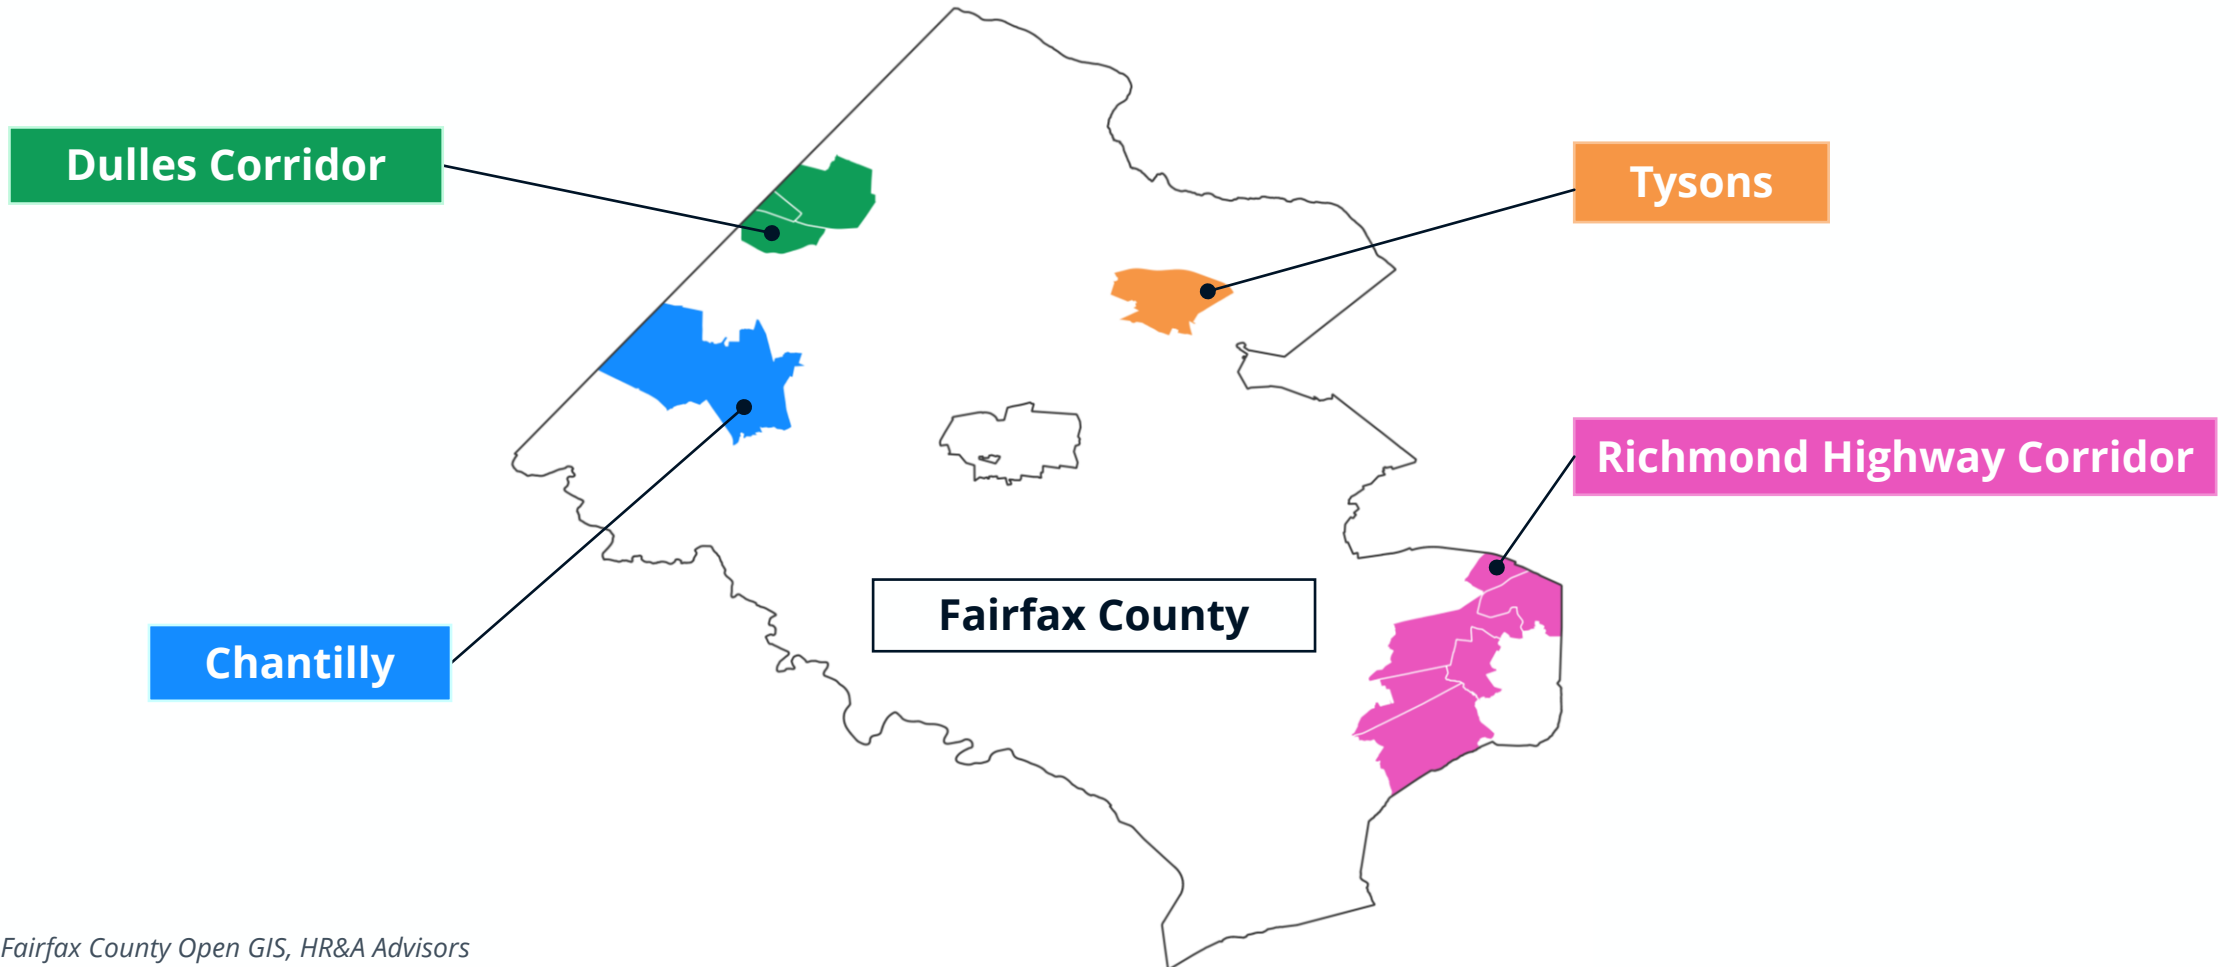 Dulles Corridor
Tysons
Richmond Highway Corridor
Fairfax County
Chantilly
Fairfax County Open GIS, HR&A Advisors